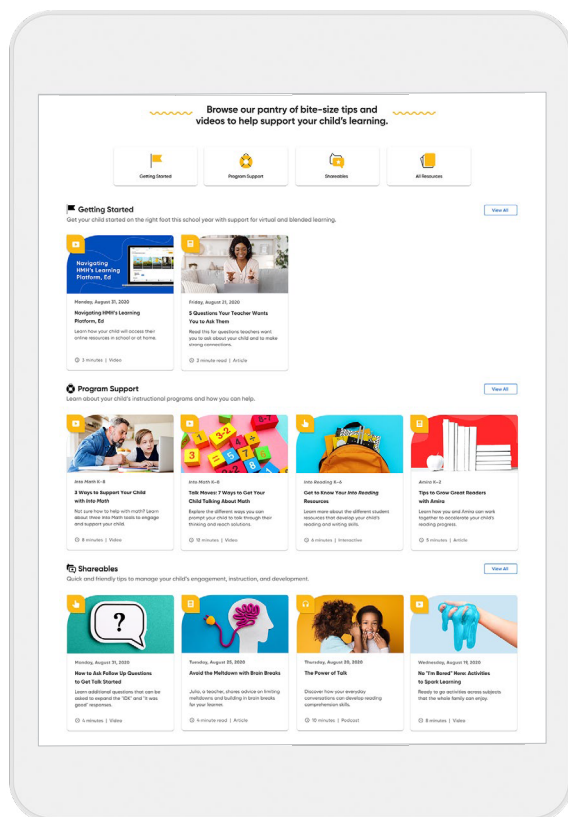 Browse our pantry of bite-size tips and
videos to help support your child's learning.
Getting Started
Program Support
Shareables
All Resources
Getting Started
View All
Get your child started on the right foot this school year with support for virtual and blended learning.
Navigating
HMH's Learning
Platform, Ed
Monday, August 31, 2020
Navigating HMH's Learning
Platform, Ed
Learn how your child will access their
online resources in school or at home.
3 minutes | Video
Friday, August 21, 2020
5 Questions Your Teacher Wants
You to Ask Them
Read this for questions teachers want
you to ask about your child and to make
strong connections.
2 minute read | Article
Program Support
View All
Learn about your child's instructional programs and how you can help.
Into Math K–8
3 Ways to Support Your Child
with Into Math
Not sure how to help with math? Learn
about these Into Math tools to engage
and support your child.
8 minutes | Video
Into Math K–8
Talk Moves: 7 Ways to Get Your
Child Talking About Math
Explore the different ways you can
prompt your child to talk through their
thinking and teach solutions.
10 minutes | Video
Into Reading K–6
Get to Know Your Into Reading
Resources
Learn more about the different student
resources that develop your child's
reading and writing skills.
6 minutes | Interactive
Amira K–3
Tips to Grow Great Readers
with Amira
Learn how you and Amira can work
together to accelerate your child's
reading progress.
5 minutes | Article
Shareables
View All
Quick and friendly tips to manage your child's engagement, instruction, and development.
?
Monday, August 31, 2020
How to Ask Follow Up Questions
to Get Talk Started
Learn additional questions that can be
asked to expand the "IDK" and "it was
good" responses.
4 minutes | Video
Tuesday, August 25, 2020
Avoid the Meltdown with Brain Breaks
Julia, a teacher, shares advice on limiting
meltdowns and building in brain breaks
for your learner.
4 minute read | Article
Thursday, August 20, 2020
The Power of Talk
Discover how your everyday
conversations can develop reading
comprehension skills.
10 minutes | Podcast
Wednesday, August 19, 2020
No "I'm Bored" Here: Activities
to Spark Learning
Ready to go activities across subjects
that the whole family can enjoy.
8 minutes | Video